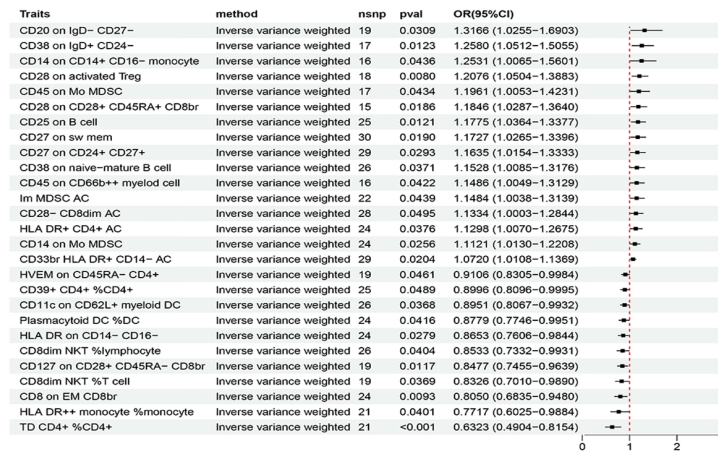 Traits method nsnp pval OR(95%CI)
CD20 on IgD− CD27− Inverse variance weighted 19 0.0309 1.3166 (1.0255−1.6903)
CD38 on IgD+ CD24− Inverse variance weighted 17 0.0123 1.2580 (1.0512−1.5055)
CD14 on CD14+ CD16− monocyte Inverse variance weighted 16 0.0436 1.2531 (1.0065−1.5601)
CD28 on activated Treg Inverse variance weighted 18 0.0080 1.2076 (1.0504−1.3883)
CD45 on Mo MDSC Inverse variance weighted 17 0.0434 1.1961 (1.0053−1.4231)
CD28 on CD28+ CD45RA+ CD8br Inverse variance weighted 15 0.0186 1.1846 (1.0287−1.3640)
CD25 on B cell Inverse variance weighted 25 0.0121 1.1775 (1.0364−1.3377)
CD27 on sw mem Inverse variance weighted 30 0.0190 1.1727 (1.0265−1.3396)
CD27 on CD24+ CD27+ Inverse variance weighted 29 0.0293 1.1635 (1.0154−1.3333)
CD38 on naive−mature B cell Inverse variance weighted 26 0.0371 1.1528 (1.0085−1.3176)
CD45 on CD66b++ myelod cell Inverse variance weighted 16 0.0422 1.1486 (1.0049−1.3129)
Im MDSC AC Inverse variance weighted 22 0.0439 1.1484 (1.0038−1.3139)
CD28− CD8dim AC Inverse variance weighted 28 0.0495 1.1334 (1.0003−1.2844)
HLA DR+ CD4+ AC Inverse variance weighted 24 0.0376 1.1298 (1.0070−1.2675)
CD14 on Mo MDSC Inverse variance weighted 24 0.0256 1.1121 (1.0130−1.2208)
CD33br HLA DR+ CD14− AC Inverse variance weighted 29 0.0204 1.0720 (1.0108−1.1369)
HVEM on CD45RA− CD4+ Inverse variance weighted 19 0.0461 0.9106 (0.8305−0.9984)
CD39+ CD4+ %CD4+ Inverse variance weighted 25 0.0489 0.8996 (0.8096−0.9995)
CD11c on CD62L+ myeloid DC Inverse variance weighted 26 0.0368 0.8951 (0.8067−0.9932)
Plasmacytoid DC %DC Inverse variance weighted 24 0.0416 0.8779 (0.7746−0.9951)
HLA DR on CD14− CD16− Inverse variance weighted 24 0.0279 0.8653 (0.7606−0.9844)
CD8dim NKT %lymphocyte Inverse variance weighted 26 0.0404 0.8533 (0.7332−0.9931)
CD127 on CD28+ CD45RA− CD8br Inverse variance weighted 19 0.0117 0.8477 (0.7455−0.9639)
CD8dim NKT %T cell Inverse variance weighted 19 0.0369 0.8326 (0.7010−0.9890)
CD8 on EM CD8br Inverse variance weighted 24 0.0093 0.8050 (0.6835−0.9480)
HLA DR++ monocyte %monocyte Inverse variance weighted 21 0.0401 0.7717 (0.6025−0.9884)
TD CD4+ %CD4+ Inverse variance weighted 21 <0.001 0.6323 (0.4904−0.8154)
0 1 2